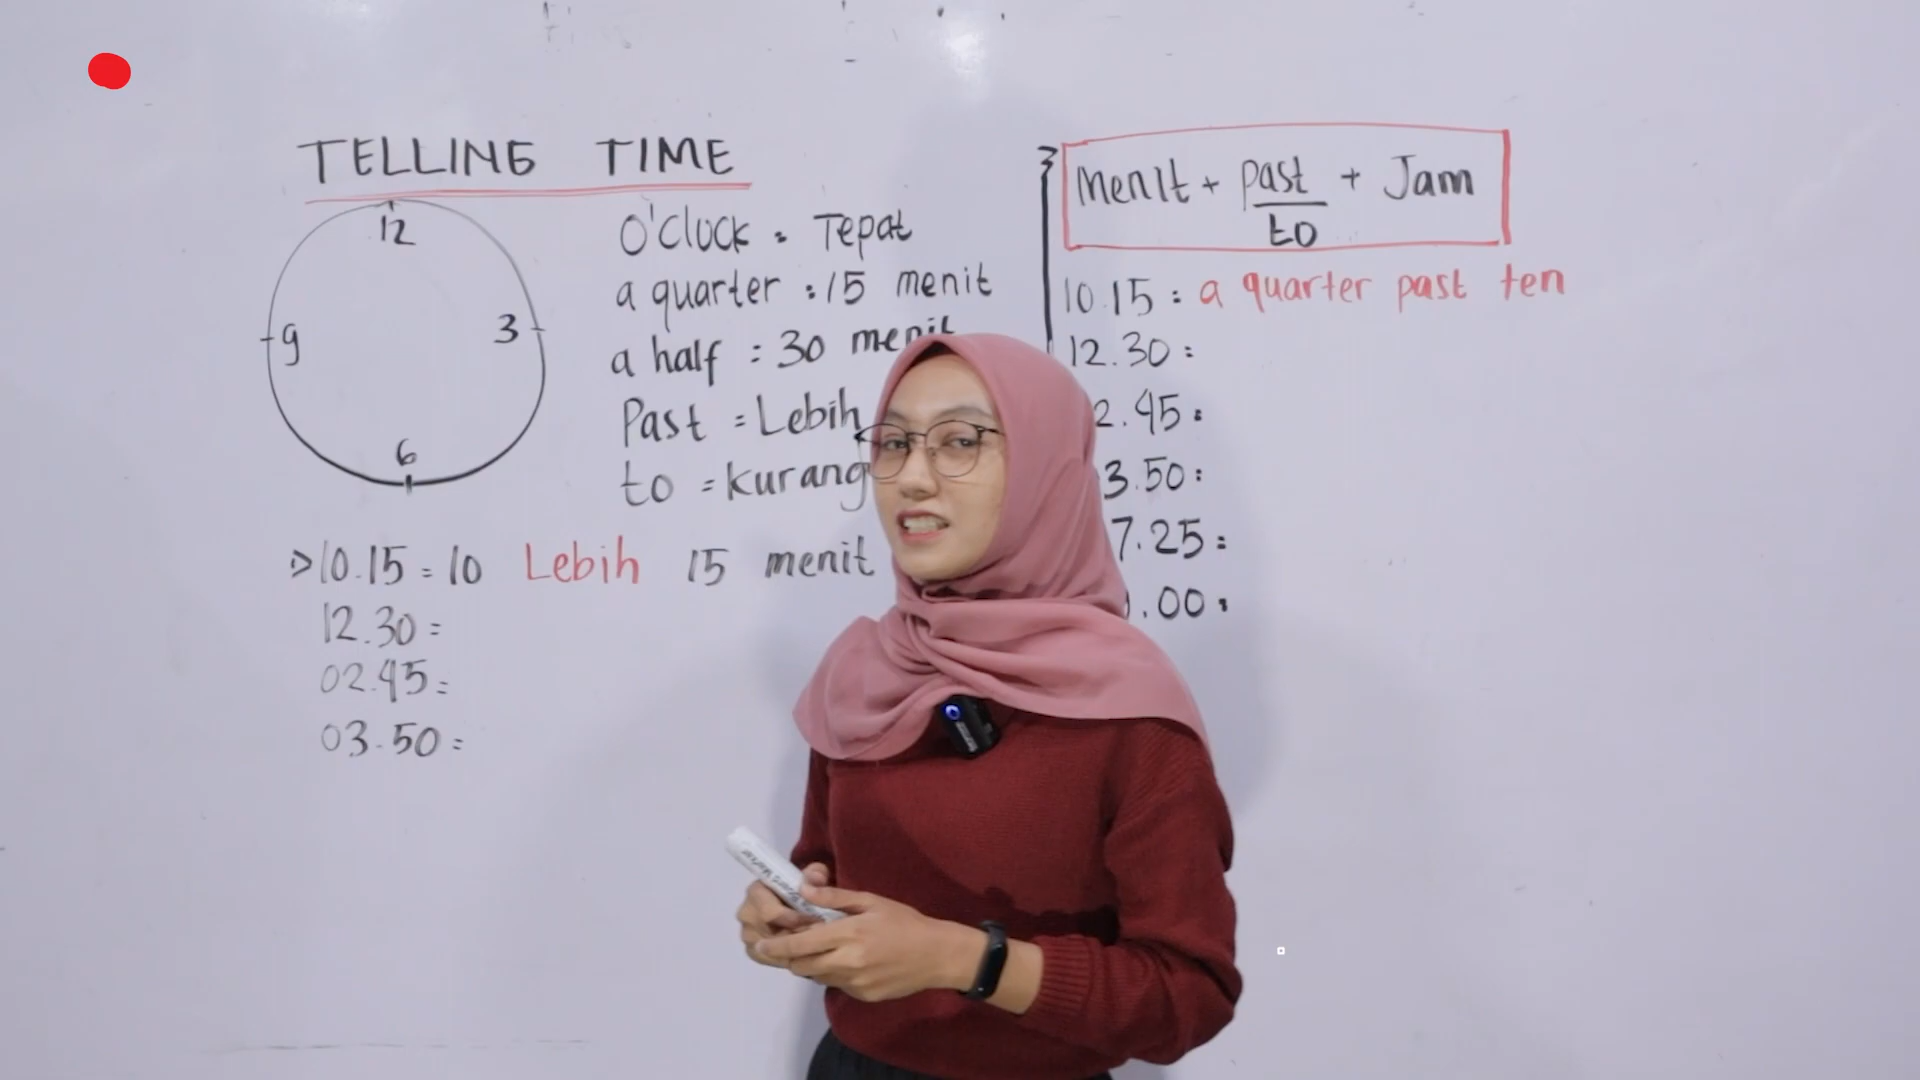 TELLING TIME
12
3
6
9
O'Clock = Tepat
a quarter : 15 menit
a half : 30 menit
Past = Lebih
to = kurang
10.15 = 10 Lebih 15 menit
12.30 =
02.45 =
03.50 =
Menit + past + Jam
to
10.15 : a quarter past ten
12.30 :
2.45 :
3.50 :
7.25 :
.00 :